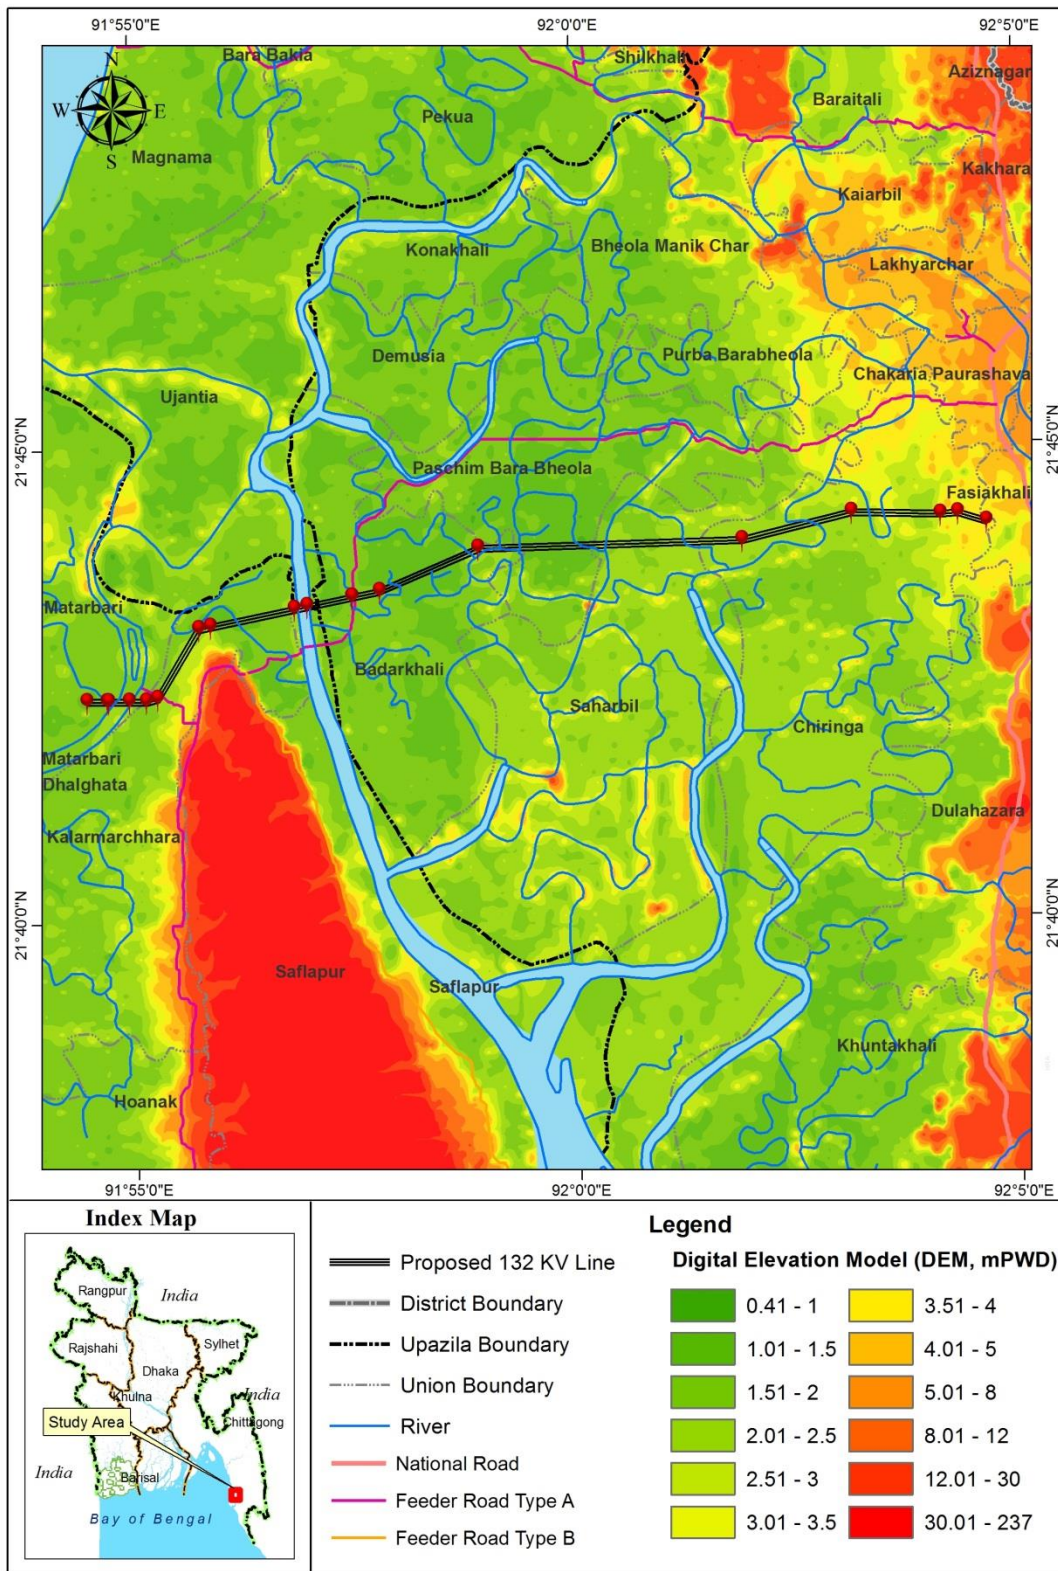 91°55'0"E 92°0'0"E 92°5'0"E
Bara Bakia
Shilkhali
Aziznagar
N
Baraitali
W E
Pekua
S
Magnama
Kakhara
Kaiarbil
Konakhali
Bheola Manik Char
Lakhyarchar
Demusia
Purba Barabheola
Chakaria Paurashava
Ujantia
21°45'0"N 21°45'0"N
Paschim Bara Bheola
Fasiakhali
Matarbari
Badarkhali
Saharbil
Chiringa
Matarbari
Dhalghata
Dulahazara
Kalarmarchhara
21°40'0"N 21°40'0"N
Saflapur
Saflapur
Khuntakhali
Hoanak
91°55'0"E 92°0'0"E 92°5'0"E
Index Map
Rangpur
India
Rajshahi
Sylhet
Dhaka
Khulna
India
Study Area
Chittagong
India
Barisal
Bay of Bengal
Legend
Proposed 132 KV Line
District Boundary
Upazila Boundary
Union Boundary
River
National Road
Feeder Road Type A
Feeder Road Type B
Digital Elevation Model (DEM, mPWD)
0.41 - 1
1.01 - 1.5
1.51 - 2
2.01 - 2.5
2.51 - 3
3.01 - 3.5
3.51 - 4
4.01 - 5
5.01 - 8
8.01 - 12
12.01 - 30
30.01 - 237